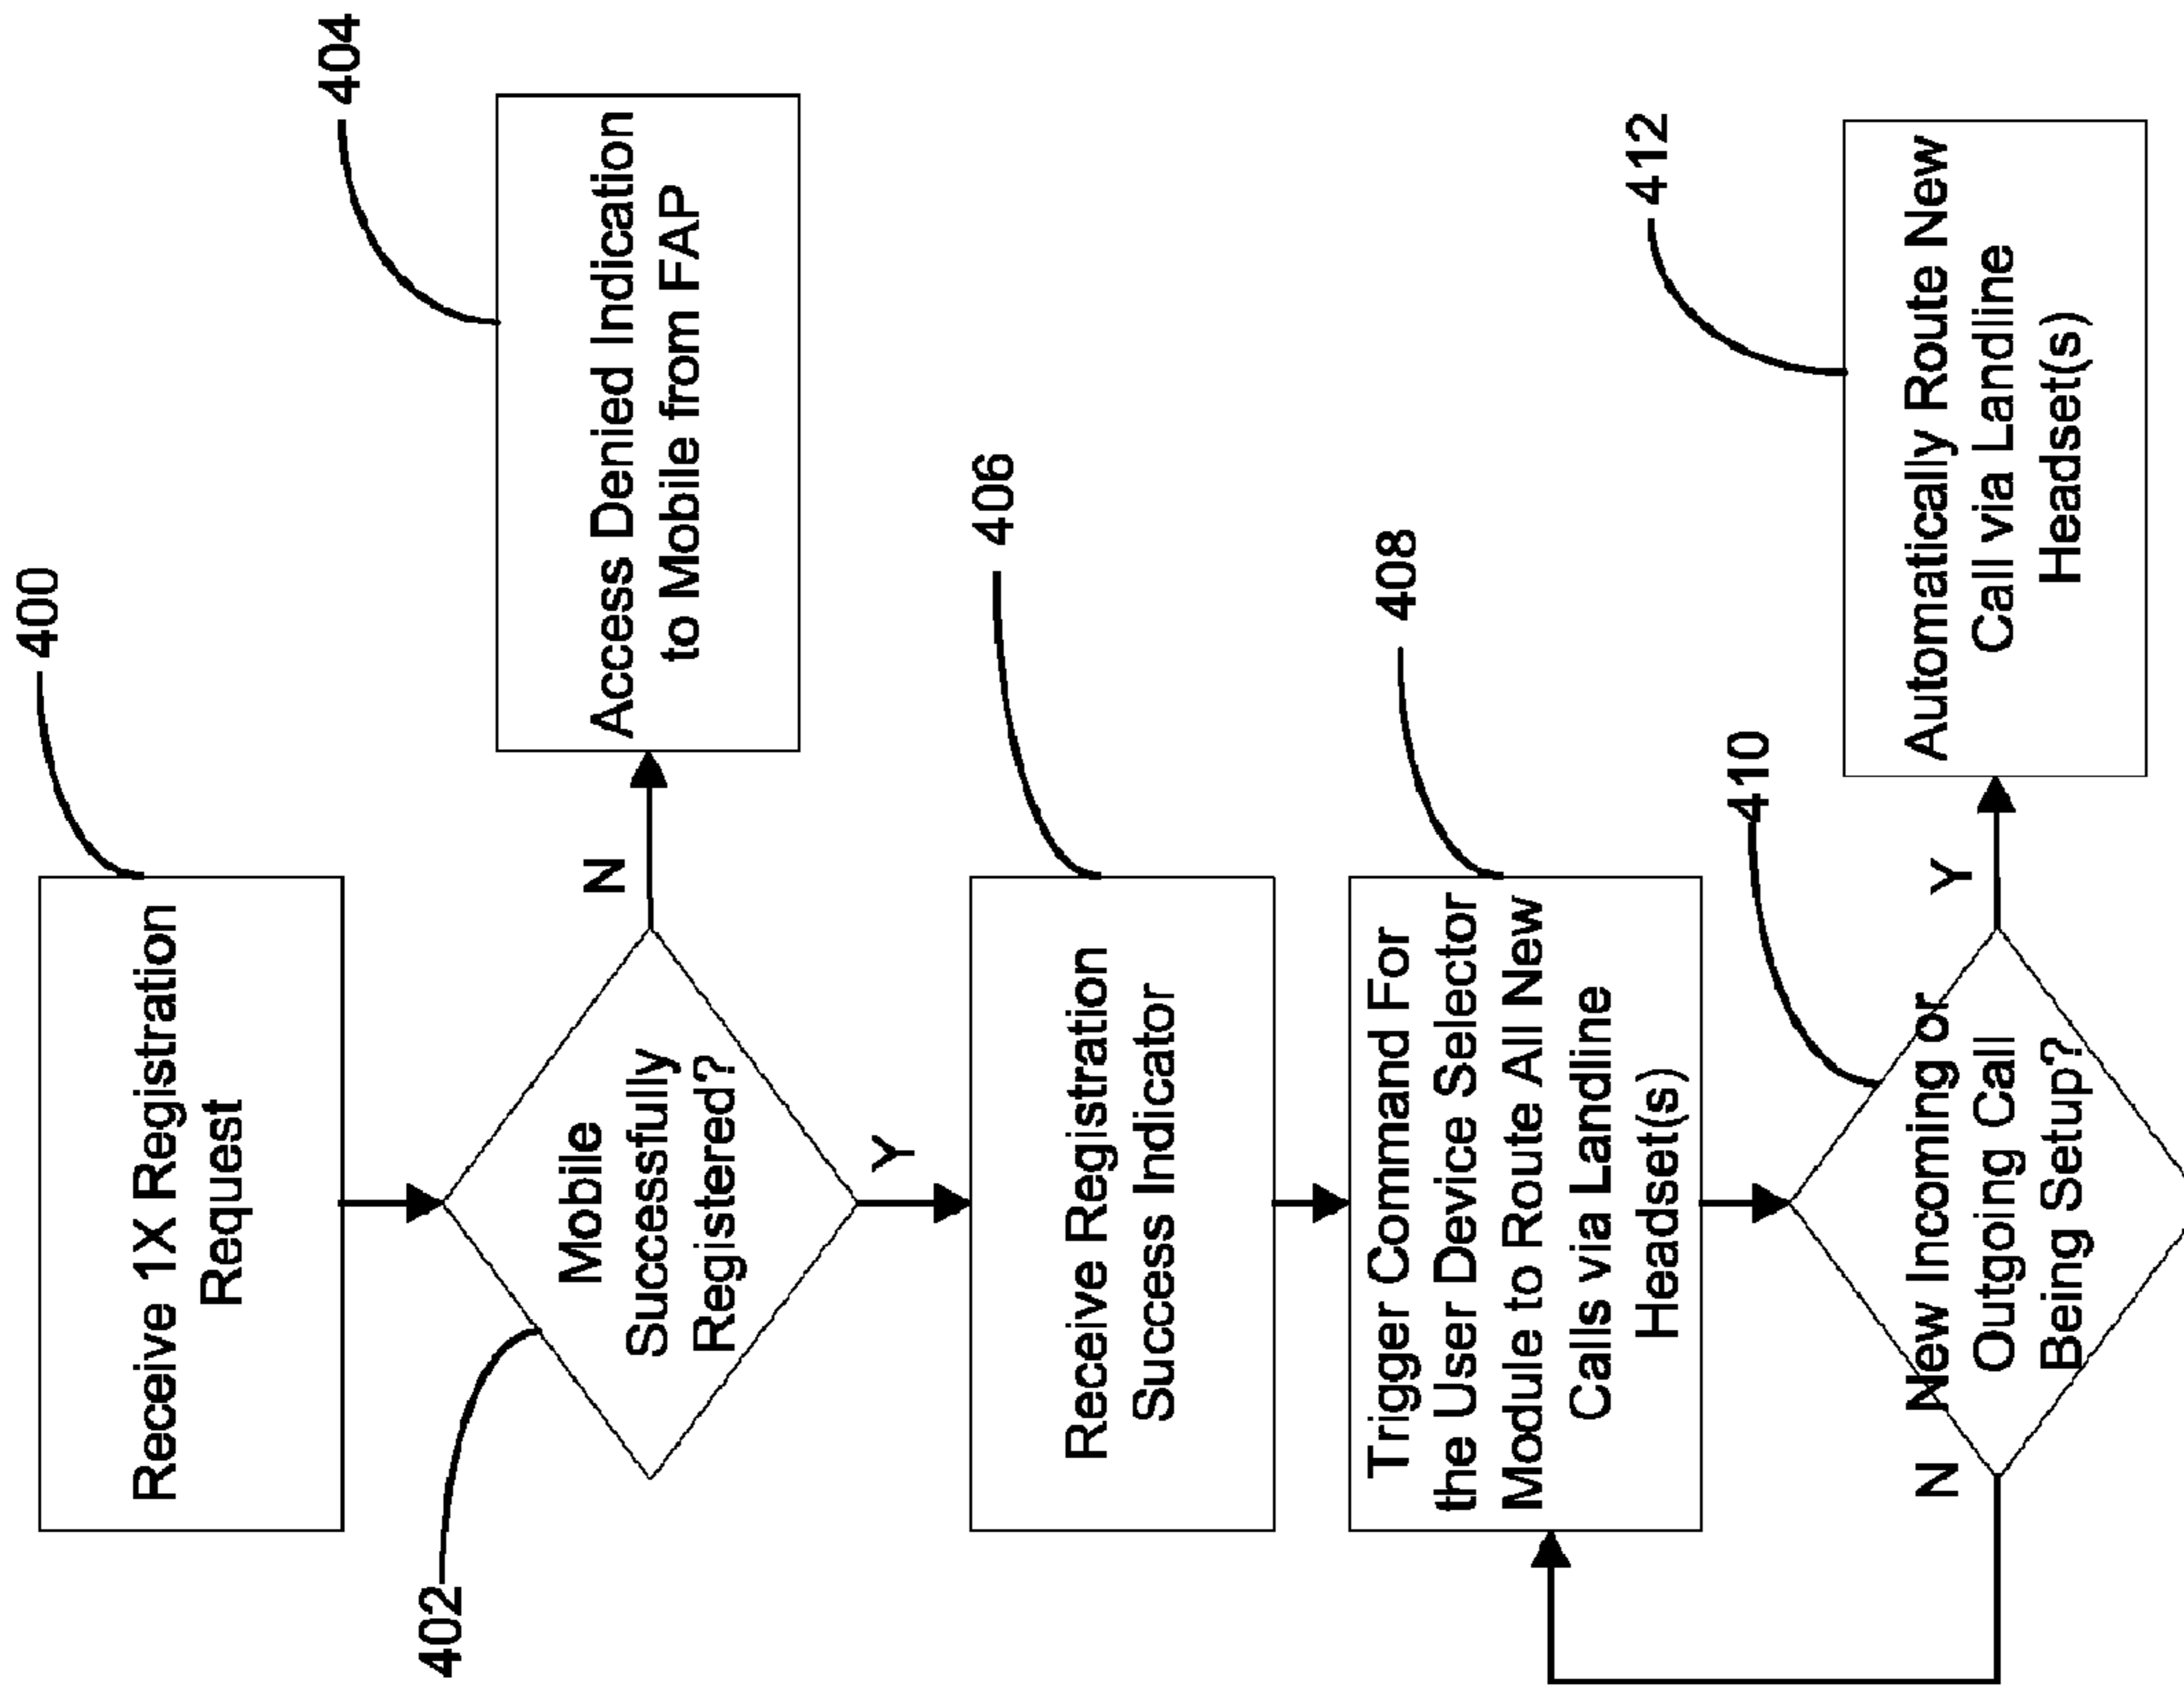 400
Receive 1X Registration
Request
402
Mobile
Successfully
Registered?
N
404
Access Denied Indication
to Mobile from FAP
Y
406
Receive Registration
Success Indicator
408
Trigger Command For
the User Device Selector
Module to Route All New
Calls via Landline
Headset(s)
410
N
New Incoming or
Outgoing Call
Being Setup?
Y
412
Automatically Route New
Call via Landline
Headset(s)